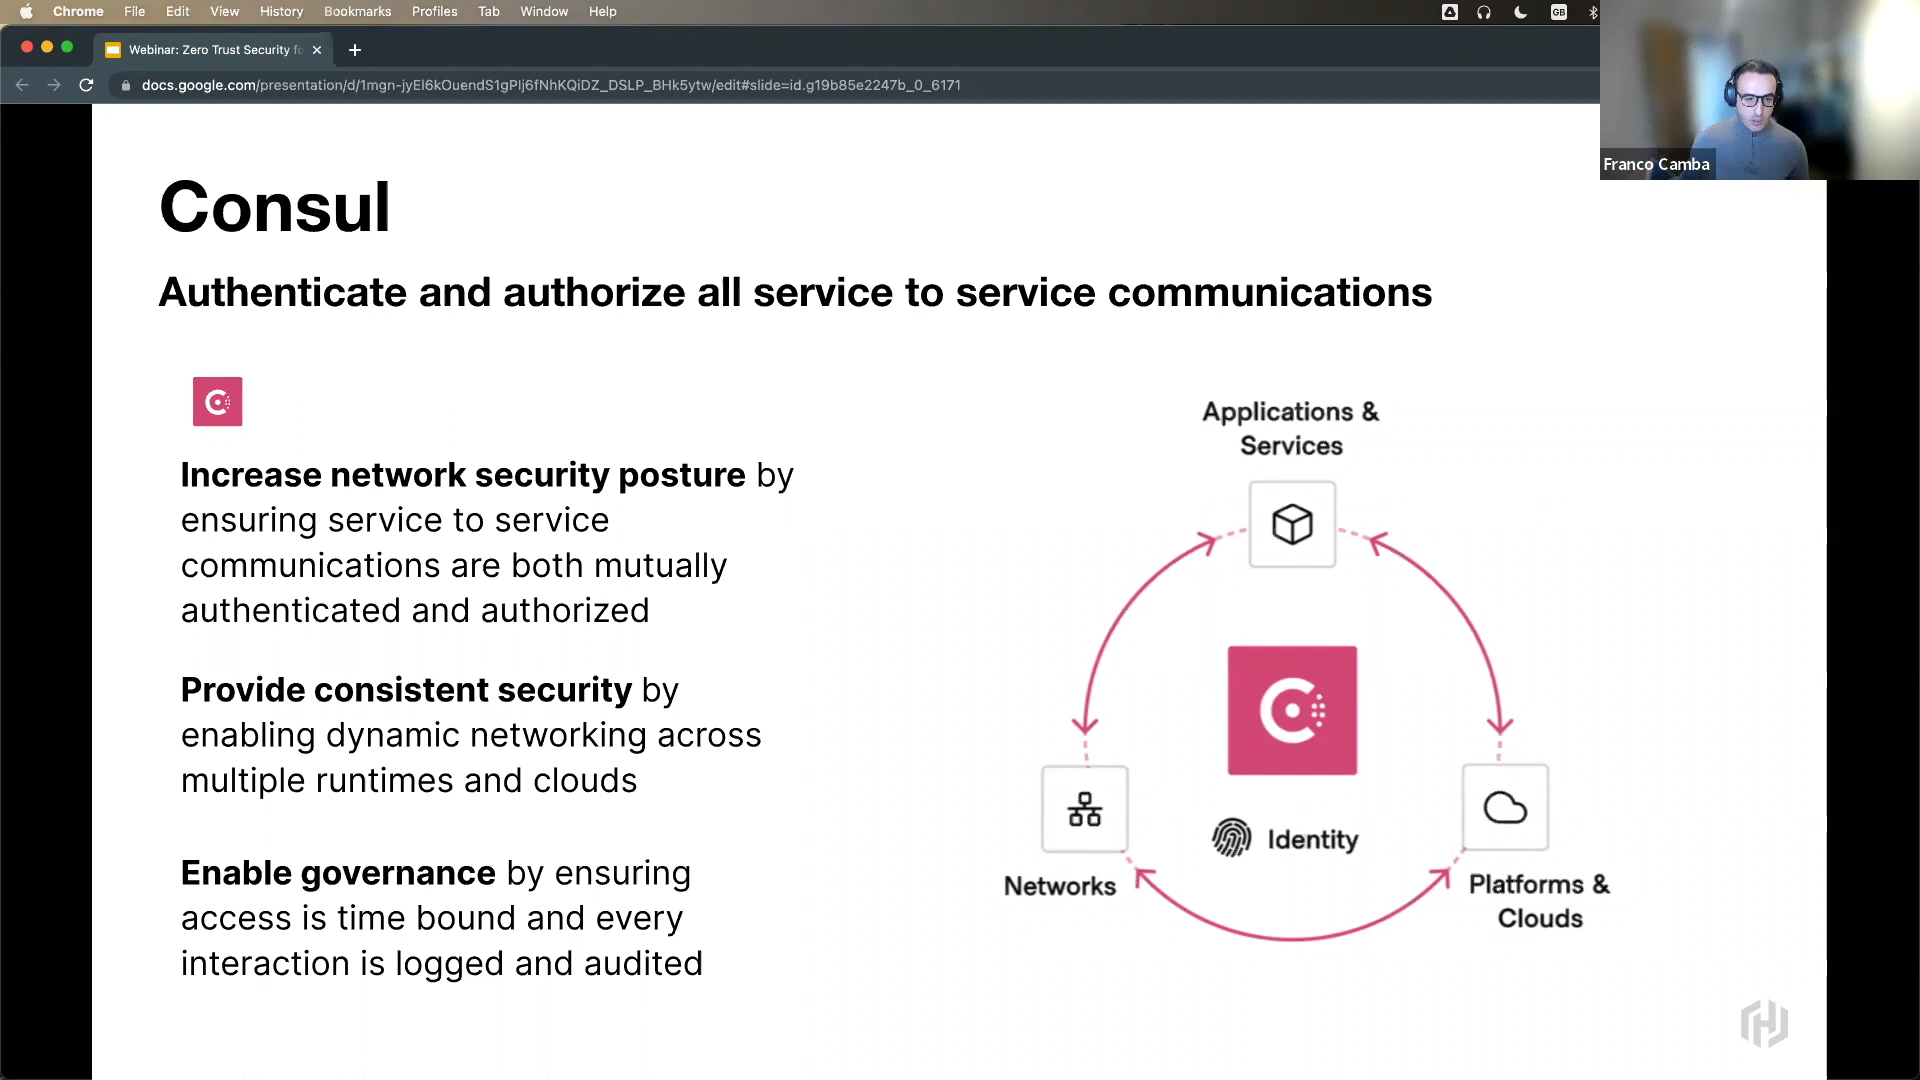 Chrome File Edit View History Bookmarks Profiles Tab Window Help GB
Webinar: Zero Trust Security fo
docs.google.com/presentation/d/1mgn-jyEl6kOuendS1gPlj6fNhKQiDZ_DSLP_BHk5ytw/edit#slide=id.g19b85e2247b_0_6171
Franco Camba
Consul
Authenticate and authorize all service to service communications
Increase network security posture by
ensuring service to service
communications are both mutually
authenticated and authorized
Provide consistent security by
enabling dynamic networking across
multiple runtimes and clouds
Enable governance by ensuring
access is time bound and every
interaction is logged and audited
Applications &
Services
Identity
Networks
Platforms &
Clouds